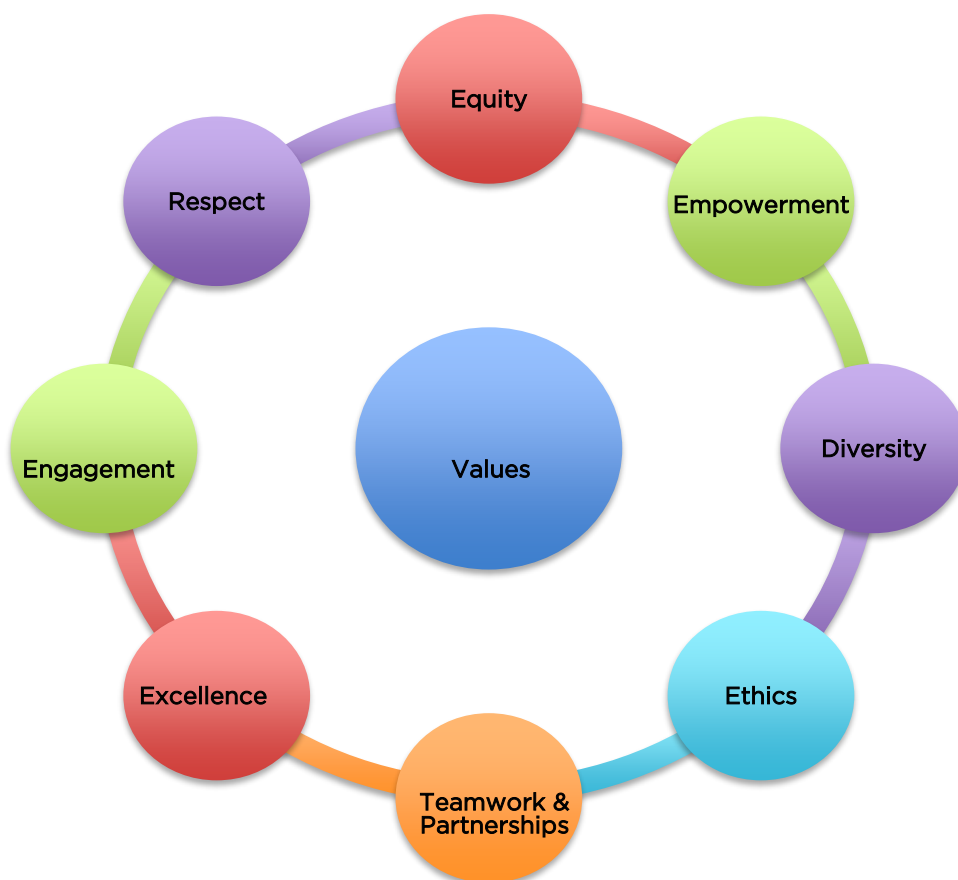 Equity
Empowerment
Diversity
Ethics
Teamwork &
Partnerships
Excellence
Engagement
Respect
Values